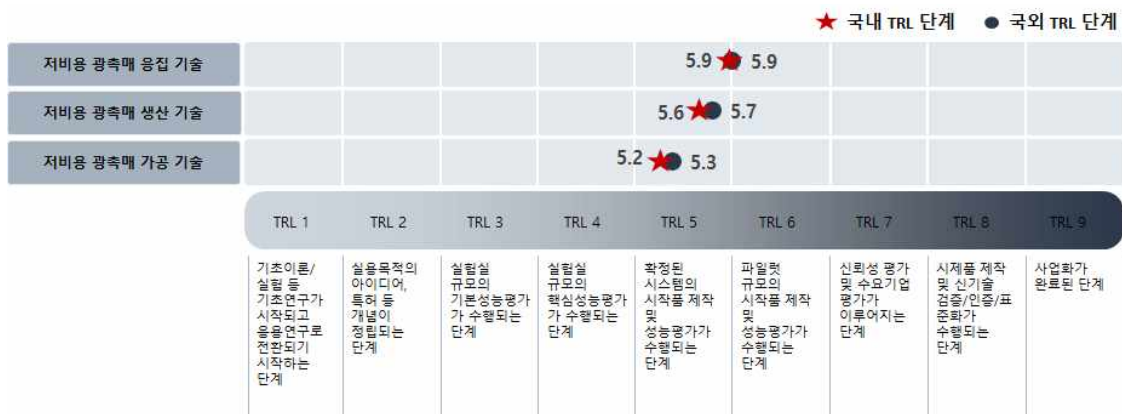 국내 TRL 단계 국외 TRL 단계
저비용 광촉매 응집 기술 5.9 5.9
저비용 광촉매 생산 기술 5.6 5.7
저비용 광촉매 가공 기술 5.2 5.3
TRL 1 TRL 2 TRL 3 TRL 4 TRL 5 TRL 6 TRL 7 TRL 8 TRL 9
기초이론/
실험 등
기초연구가
시작되고
응용연구로
전환되기
시작하는
단계
실용목적의
아이디어,
특허 등
개념이
정립되는
단계
실험실
규모의
기본성능평가
가 수행되는
단계
실험실
규모의
핵심성능평가
가 수행되는
단계
확정된
시스템의
시작품 제작
및
성능평가가
수행되는
단계
파일럿
규모의
시작품 제작
및
성능평가가
수행되는
단계
신뢰성 평가
및 수요기업
평가가
이루어지는
단계
시제품 제작
및 신기술
검증/인증/표
준화가
수행되는
단계
사업화가
완료된 단계